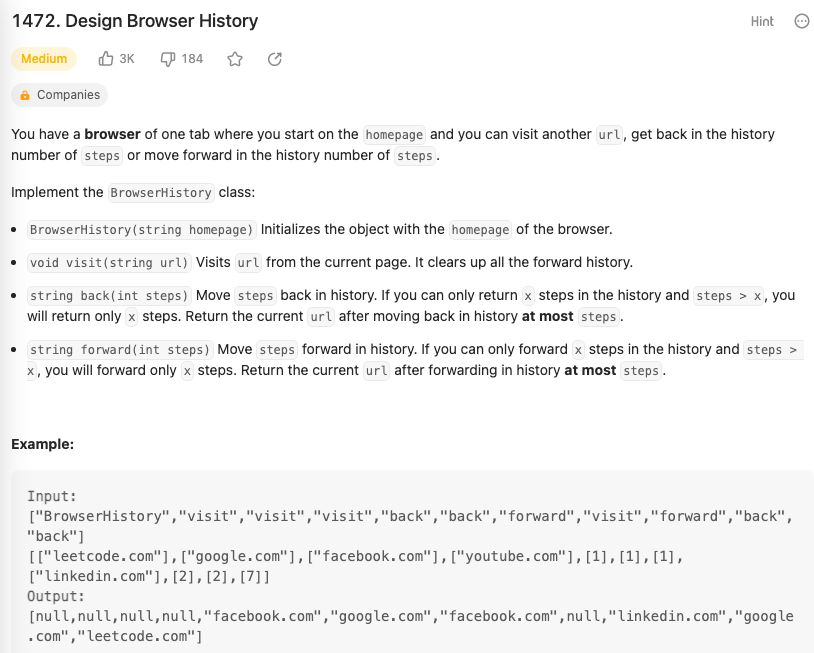 1472. Design Browser History
Hint
Medium 3K 184
Companies
You have a browser of one tab where you start on the homepage and you can visit another url, get back in the history
number of steps or move forward in the history number of steps.
Implement the BrowserHistory class:
• BrowserHistory(string homepage) Initializes the object with the homepage of the browser.
• void visit(string url) Visits url from the current page. It clears up all the forward history.
• string back(int steps) Move steps back in history. If you can only return x steps in the history and steps > x, you
will return only x steps. Return the current url after moving back in history at most steps.
• string forward(int steps) Move steps forward in history. If you can only forward x steps in the history and steps >
x, you will forward only x steps. Return the current url after forwarding in history at most steps.
Example:
Input:
["BrowserHistory","visit","visit","visit","back","back","forward","visit","forward","back",
"back"]
[["leetcode.com"],["google.com"],["facebook.com"],["youtube.com"],[1],[1],[1],
["linkedin.com"],[2],[2],[7]]
Output:
[null,null,null,null,"facebook.com","google.com","facebook.com",null,"linkedin.com","google
.com","leetcode.com"]